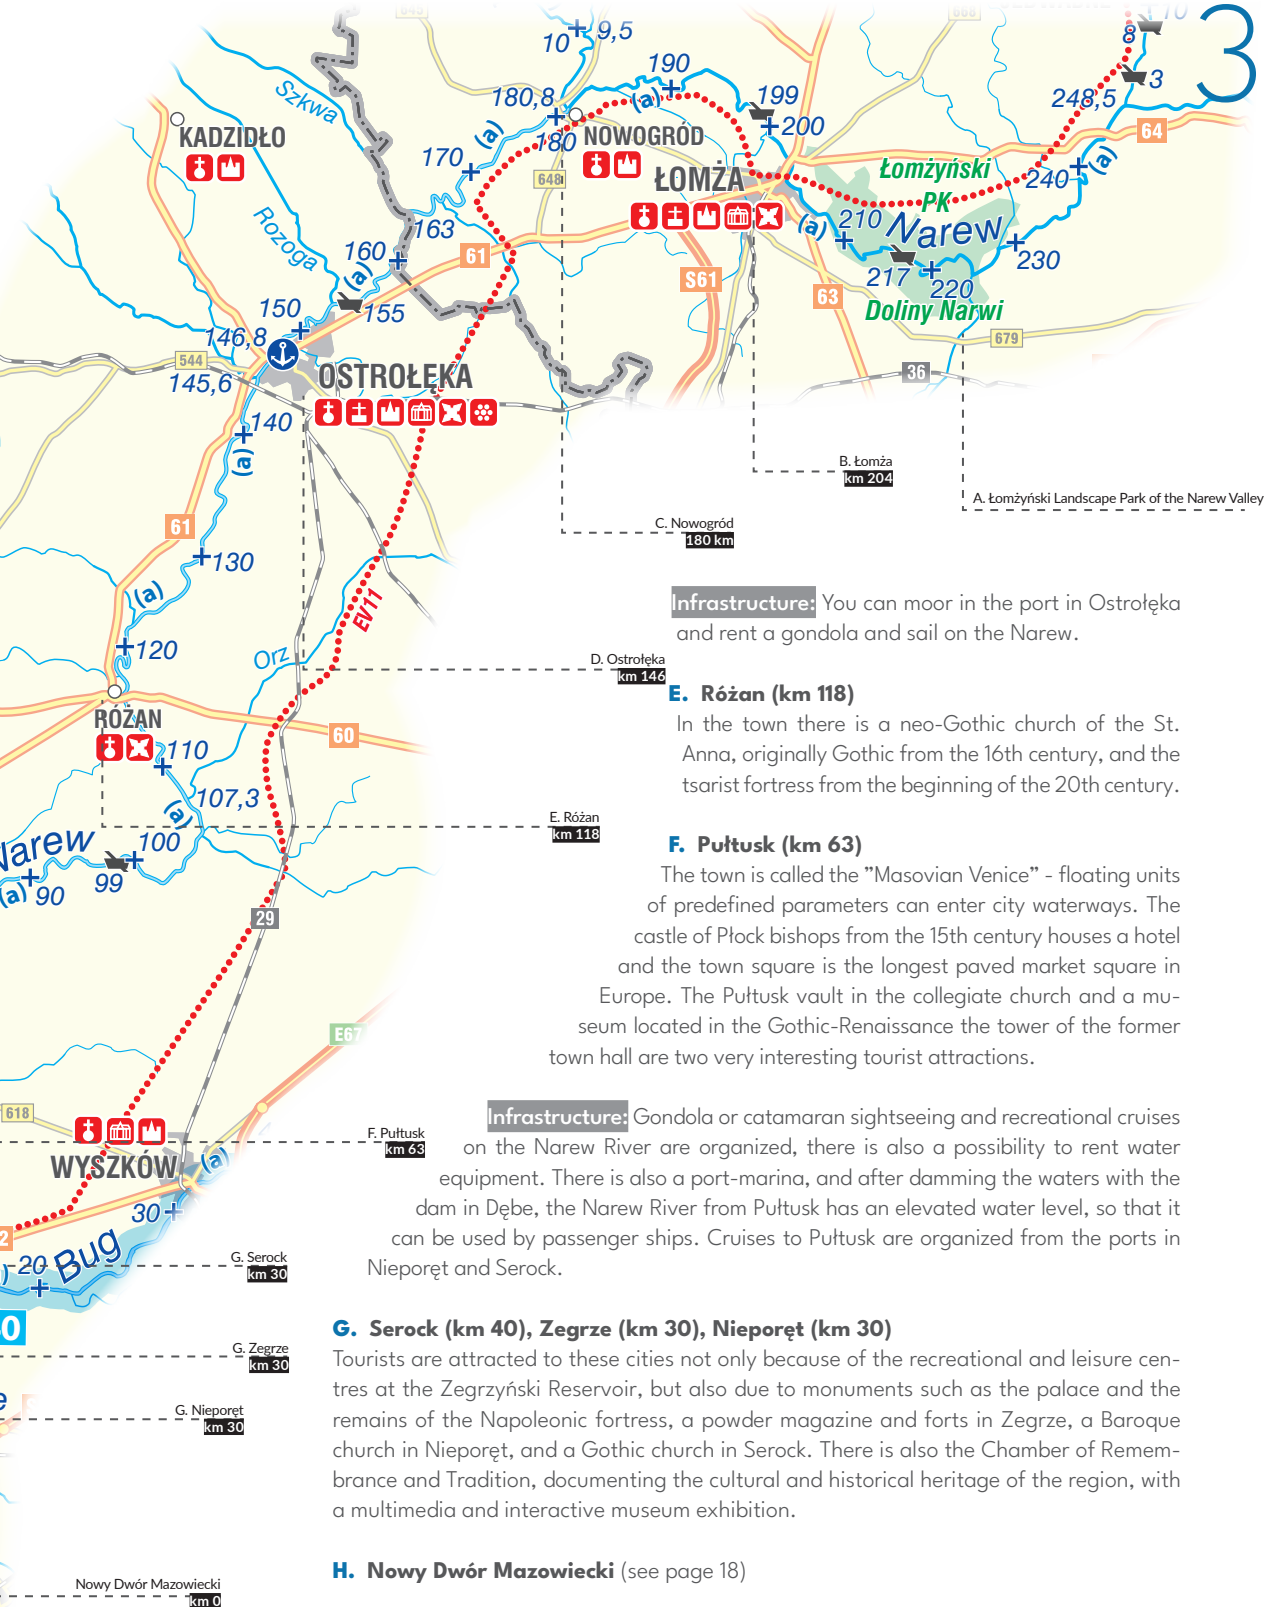 3
645
668
10
9,5
10
8
3
190
Szkwa
180,8
(a)
199
248,5
KADZIDŁO
(a)
180
NOWOGRÓD
200
64
170
648
ŁOMŻA
Łomżyński
PK
240
(a)
Rozoga
163
(a)
210
Narew
160
61
230
(a)
S61
217
220
150
155
63
Doliny Narwi
146,8
544
679
145,6
OSTROŁĘKA
36
140
(a)
B. Łomża
km 204
A. Łomżyński Landscape Park of the Narew Valley
61
C. Nowogród
180 km
130
(a)
EV11
Infrastructure: You can moor in the port in Ostrołęka
and rent a gondola and sail on the Narew.
120
Orz
D. Ostrołęka
km 146
E. Różan (km 118)
In the town there is a neo-Gothic church of the St.
Anna, originally Gothic from the 16th century, and the
tsarist fortress from the beginning of the 20th century.
RÓŻAN
60
110
107,3
(a)
E. Różan
km 118
Narew
100
99
(a) 90
F. Pułtusk (km 63)
The town is called the ”Masovian Venice” - floating units
of predefined parameters can enter city waterways. The
castle of Płock bishops from the 15th century houses a hotel
and the town square is the longest paved market square in
Europe. The Pułtusk vault in the collegiate church and a mu-
seum located in the Gothic-Renaissance the tower of the former
town hall are two very interesting tourist attractions.
29
E67
618
F. Pułtusk
km 63
WYSZKÓW
(a)
Infrastructure: Gondola or catamaran sightseeing and recreational cruises
on the Narew River are organized, there is also a possibility to rent water
equipment. There is also a port-marina, and after damming the waters with the
dam in Dębe, the Narew River from Pułtusk has an elevated water level, so that it
can be used by passenger ships. Cruises to Pułtusk are organized from the ports in
Nieporęt and Serock.
30
2
) 20
Bug
G. Serock
km 30
0
G. Zegrze
km 30
e
G. Nieporęt
km 30
G. Serock (km 40), Zegrze (km 30), Nieporęt (km 30)
Tourists are attracted to these cities not only because of the recreational and leisure cen-
tres at the Zegrzyński Reservoir, but also due to monuments such as the palace and the
remains of the Napoleonic fortress, a powder magazine and forts in Zegrze, a Baroque
church in Nieporęt, and a Gothic church in Serock. There is also the Chamber of Remem-
brance and Tradition, documenting the cultural and historical heritage of the region, with
a multimedia and interactive museum exhibition.
H. Nowy Dwór Mazowiecki (see page 18)
Nowy Dwór Mazowiecki
km 0